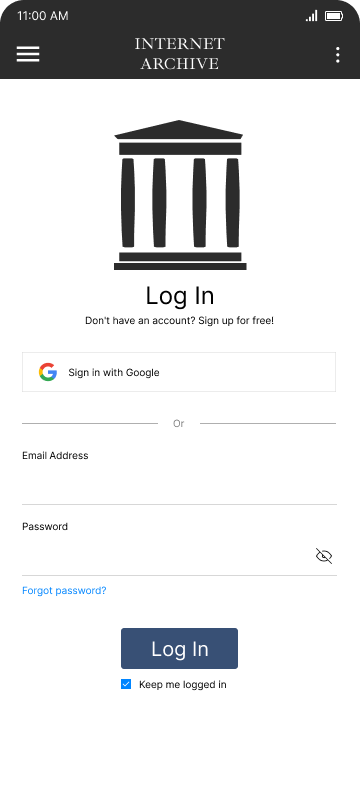 11:00 AM
INTERNET
ARCHIVE
Log In
Don't have an account? Sign up for free!
Sign in with Google
Or
Email Address
Password
Forgot password?
Log In
Keep me logged in